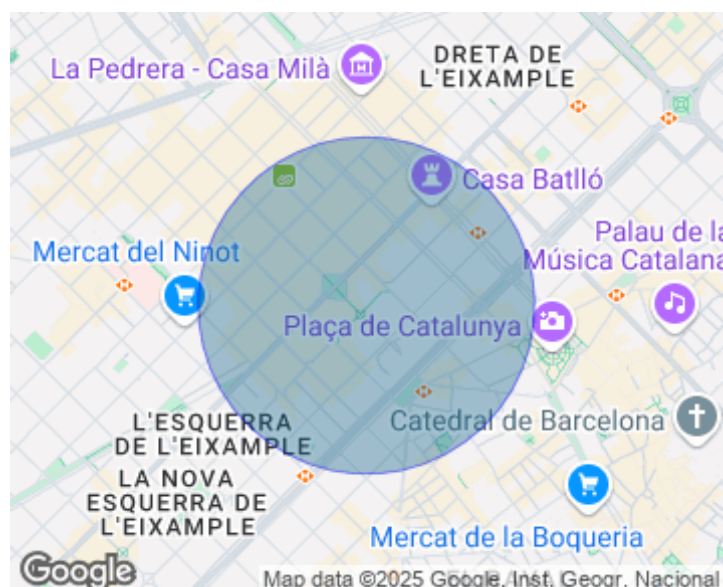 DRETA DE
L'EIXAMPLE
La Pedrera - Casa Milà
Casa Batlló
Mercat del Ninot
Palau de la
Música Catalana
Plaça de Catalunya
L'ESQUERRA
DE L'EIXAMPLE
Catedral de Barcelona
LA NOVA
ESQUERRA DE
L'EIXAMPLE
Mercat de la Boqueria
Google
Map data ©2025 Google, Inst. Geogr. Nacional